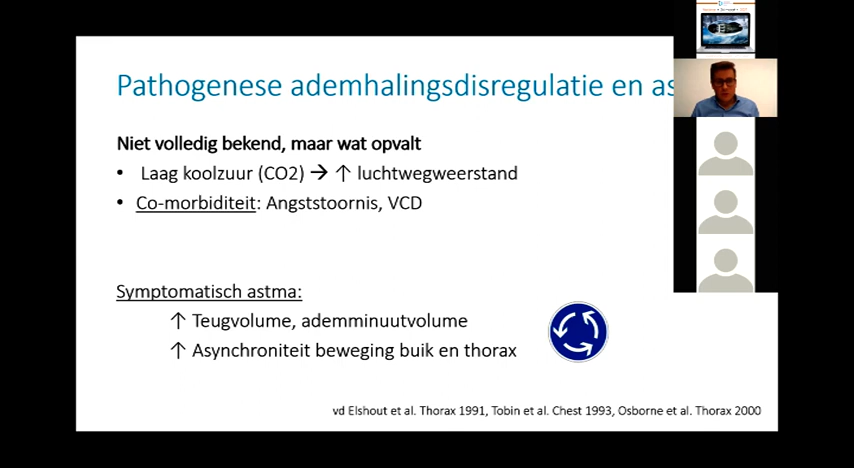 Pathogenese ademhalingsdisregulatie en as
Niet volledig bekend, maar wat opvalt
• Laag koolzuur (CO2) → ↑ luchtwegweerstand
• Co-morbiditeit: Angststoornis, VCD
Symptomatisch astma:
↑ Teugvolume, ademminuutvolume
↑ Asynchroniteit beweging buik en thorax
vd Elshout et al. Thorax 1991, Tobin et al. Chest 1993, Osborne et al. Thorax 2000